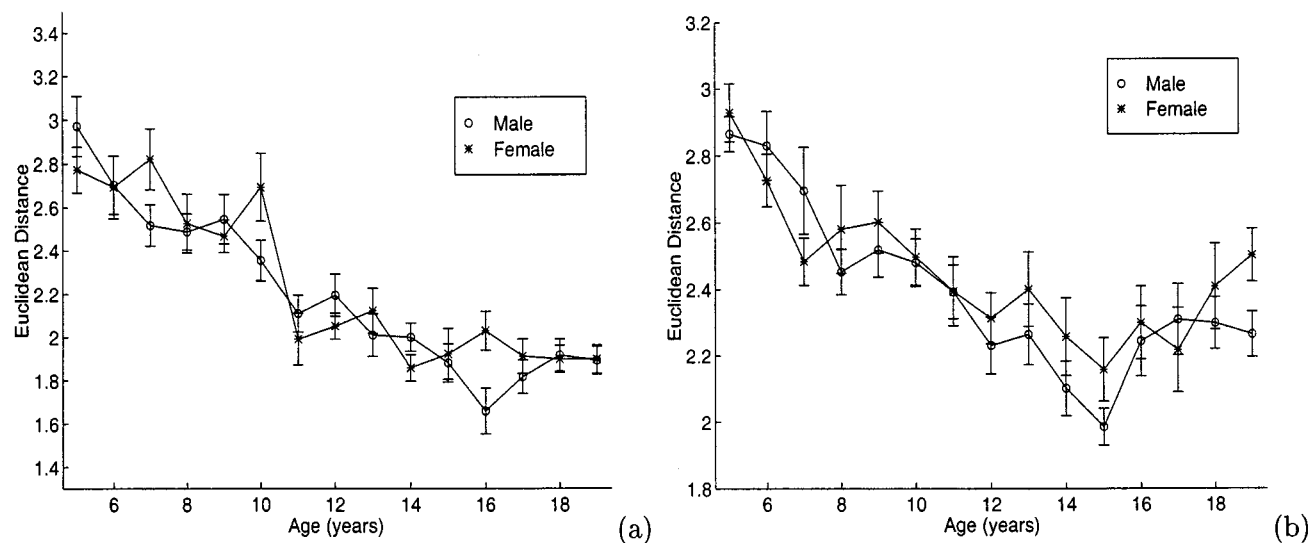 3.4
3.2
3
2.8
2.6
2.4
2.2
2
1.8
1.6
1.4
Euclidean Distance
Male
Female
6 8 10 12 14 16 18
Age (years)
(a)
3.2
3
2.8
2.6
2.4
2.2
2
1.8
Euclidean Distance
Male
Female
6 8 10 12 14 16 18
Age (years)
(b)